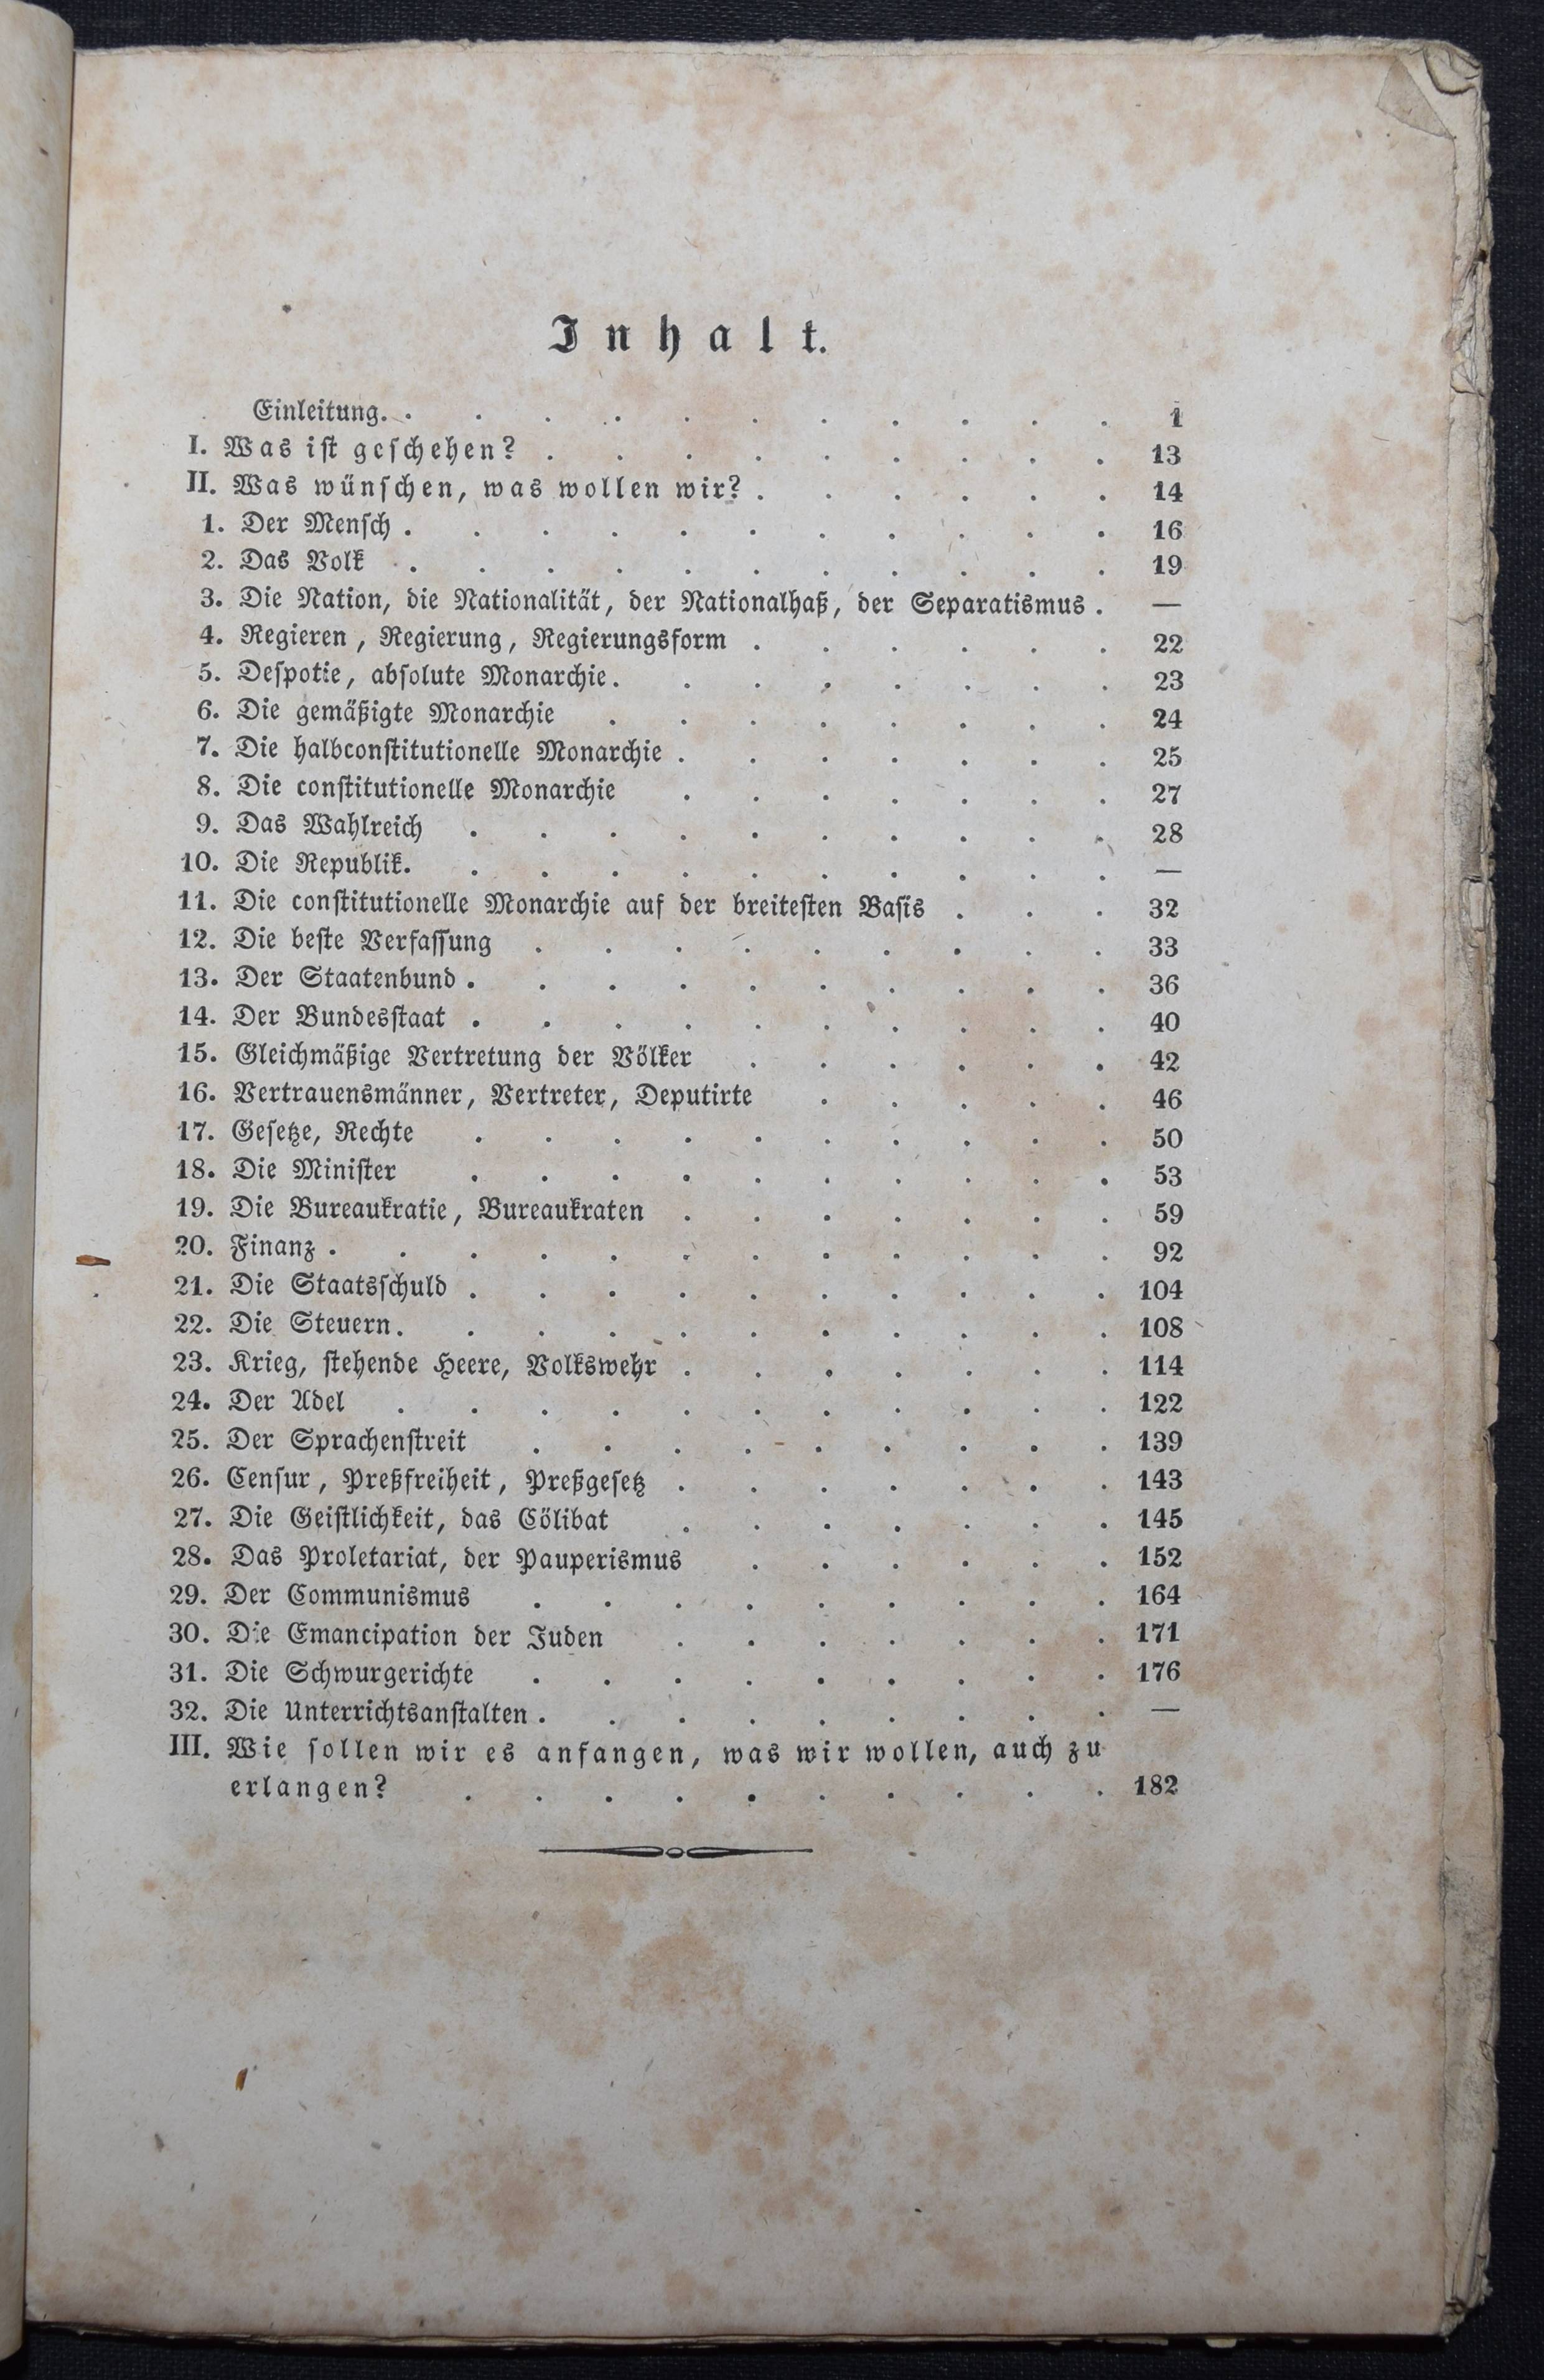 Inhalt.
Einleitung. . . . . . . . . . . . 1
I. Was iſt geſchehen? . . . . . . . . . 13
II. Was wünſchen, was wollen wir? . . . . . . 14
1. Der Menſch . . . . . . . . . . . 16
2. Das Volk . . . . . . . . . . . 19
3. Die Nation, die Nationalität, der Nationalhaß, der Separatismus . —
4. Regieren, Regierung, Regierungsform . . . . . . 22
5. Deſpotie, abſolute Monarchie. . . . . . . . 23
6. Die gemäßigte Monarchie . . . . . . . . 24
7. Die halbconſtitutionelle Monarchie . . . . . . . 25
8. Die conſtitutionelle Monarchie . . . . . . . 27
9. Das Wahlreich . . . . . . . . . . 28
10. Die Republik. . . . . . . . . . . —
11. Die conſtitutionelle Monarchie auf der breiteſten Baſis . . . 32
12. Die beſte Verfaſſung . . . . . . . . . 33
13. Der Staatenbund . . . . . . . . . . 36
14. Der Bundesſtaat . . . . . . . . . . 40
15. Gleichmäßige Vertretung der Völker . . . . . . 42
16. Vertrauensmänner, Vertreter, Deputirte . . . . . 46
17. Geſetze, Rechte . . . . . . . . . . 50
18. Die Miniſter . . . . . . . . . . 53
19. Die Bureaukratie, Bureaukraten . . . . . . . 59
20. Finanz . . . . . . . . . . . . 92
21. Die Staatsſchuld . . . . . . . . . . 104
22. Die Steuern. . . . . . . . . . . 108
23. Krieg, ſtehende Heere, Volkswehr . . . . . . . 114
24. Der Adel . . . . . . . . . . . 122
25. Der Sprachenſtreit . . . . . . . . . 139
26. Cenſur, Preßfreiheit, Preßgeſetz . . . . . . . 143
27. Die Geiſtlichkeit, das Cölibat . . . . . . . 145
28. Das Proletariat, der Pauperismus . . . . . . 152
29. Der Communismus . . . . . . . . . 164
30. Die Emancipation der Juden . . . . . . . 171
31. Die Schwurgerichte . . . . . . . . . 176
32. Die Unterrichtsanſtalten . . . . . . . . . —
III. Wie ſollen wir es anfangen, was wir wollen, auch zu
erlangen? . . . . . . . . . . 182